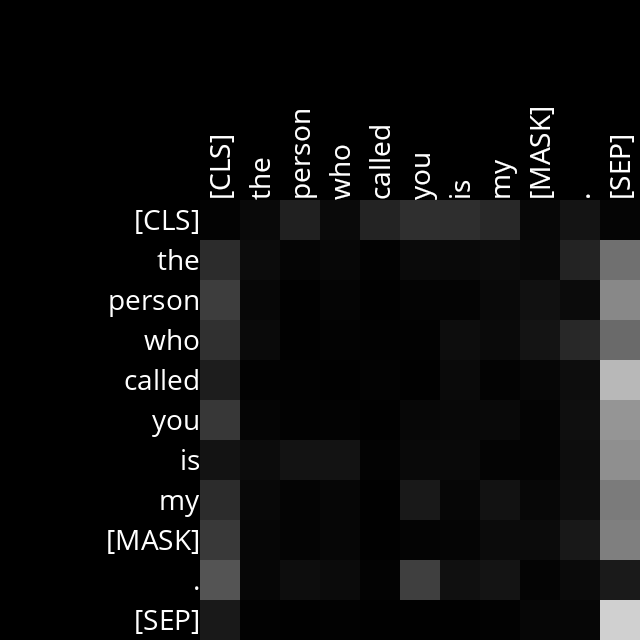 [CLS] the person who called you is my [MASK] . [SEP]
[CLS]
the
person
who
called
you
is
my
[MASK]
.
[SEP]